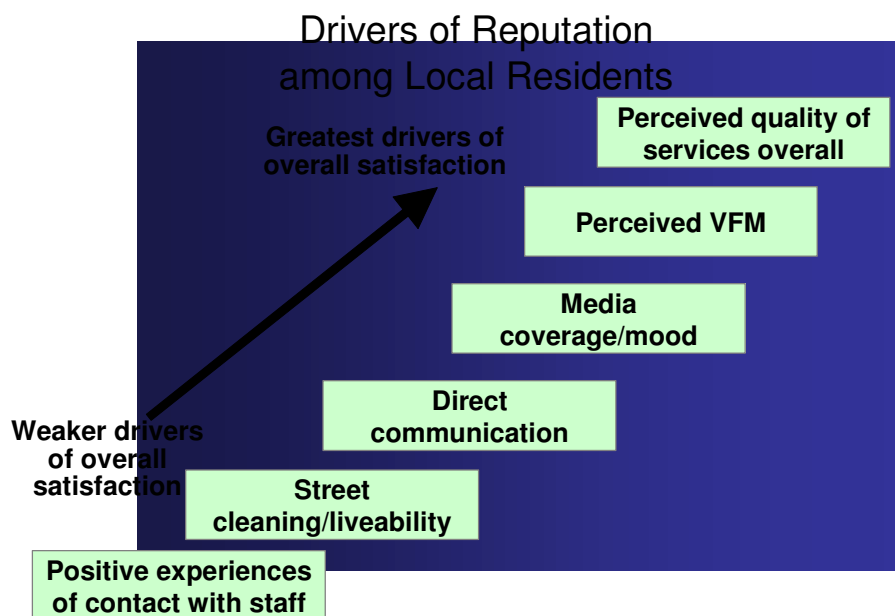 Drivers of Reputation
among Local Residents
Greatest drivers of
overall satisfaction
Perceived quality of
services overall
Perceived VFM
Media
coverage/mood
Direct
communication
Weaker drivers
of overall
satisfaction
Street
cleaning/liveability
Positive experiences
of contact with staff